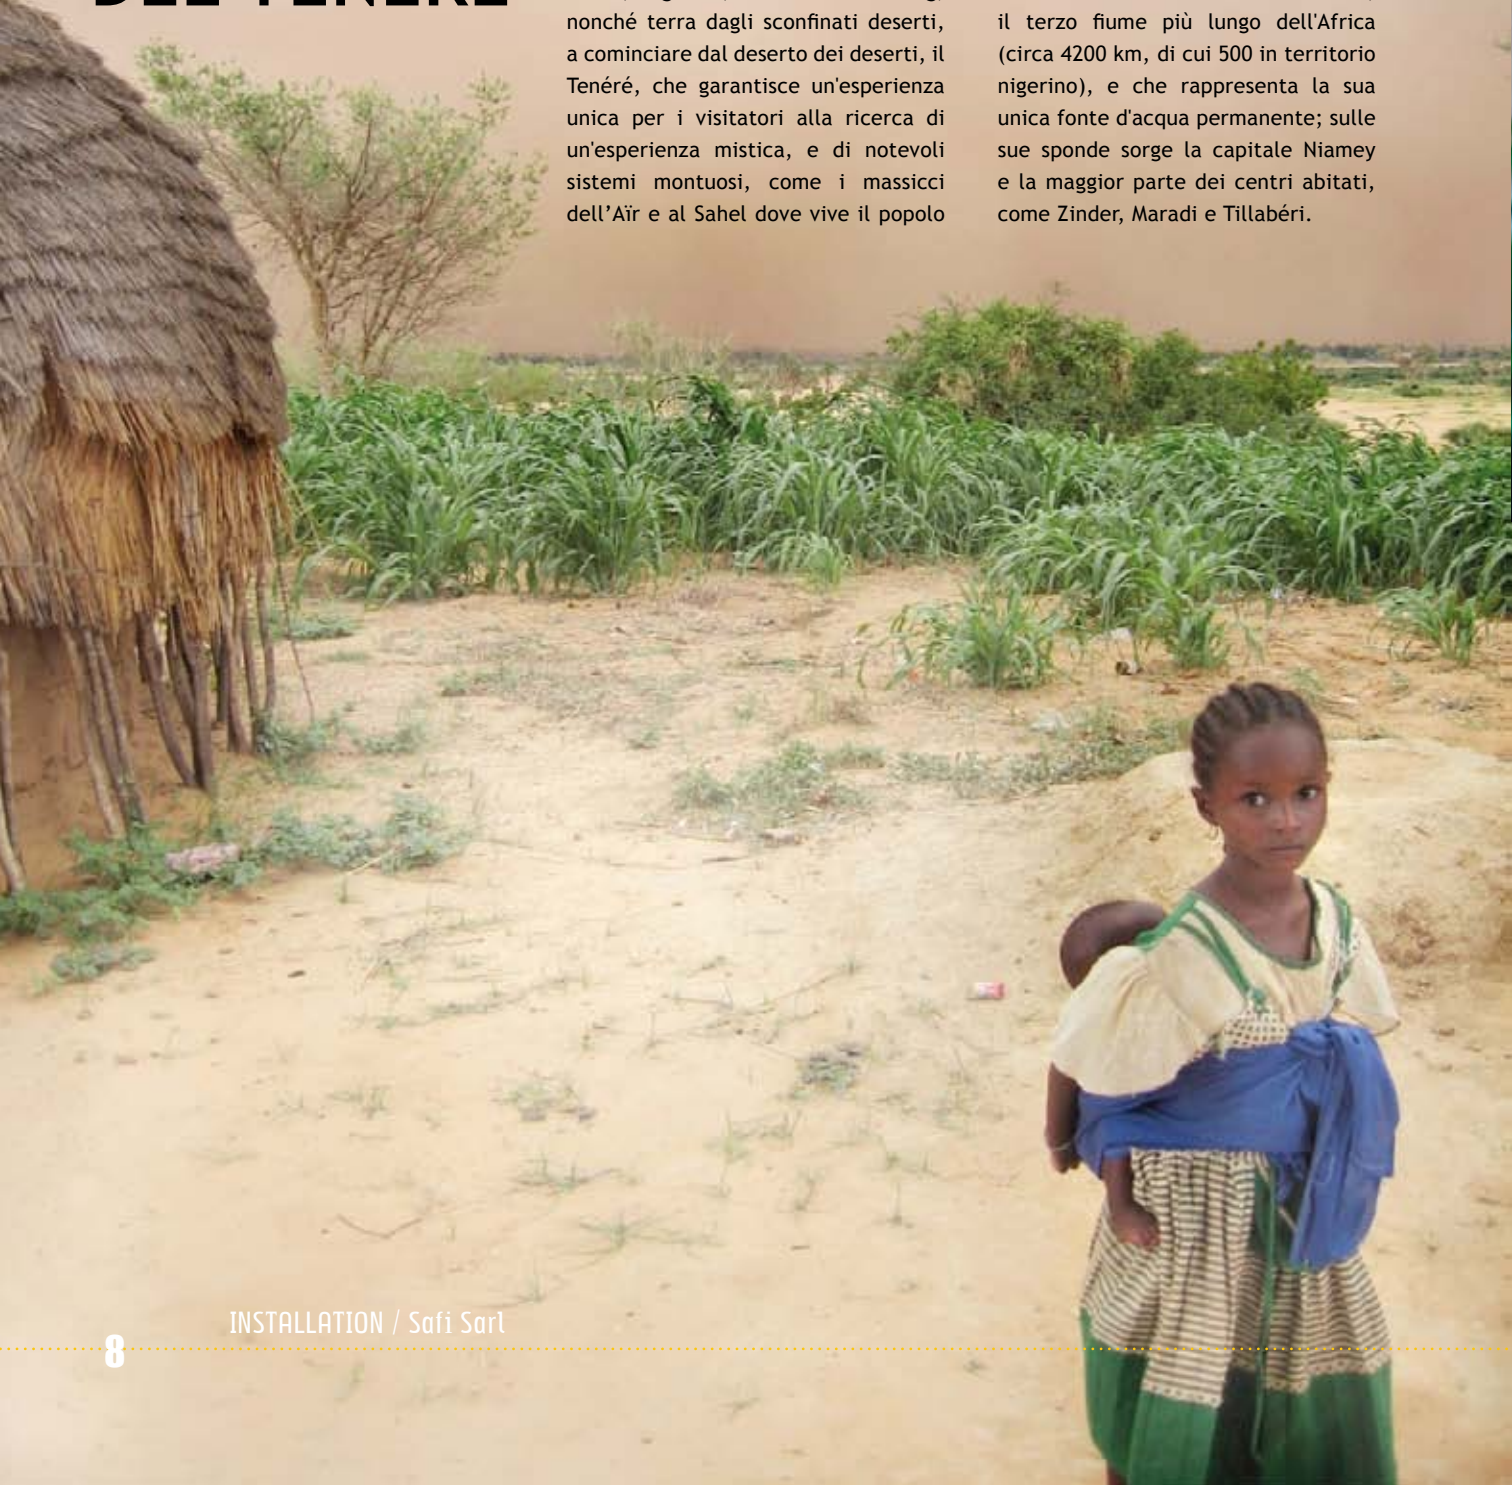 DEL TENERE
nonché terra dagli sconfinati deserti,
a cominciare dal deserto dei deserti, il
Tenéré, che garantisce un'esperienza
unica per i visitatori alla ricerca di
un'esperienza mistica, e di notevoli
sistemi montuosi, come i massicci
dell’Aïr e al Sahel dove vive il popolo
il terzo fiume più lungo dell'Africa
(circa 4200 km, di cui 500 in territorio
nigerino), e che rappresenta la sua
unica fonte d'acqua permanente; sulle
sue sponde sorge la capitale Niamey
e la maggior parte dei centri abitati,
come Zinder, Maradi e Tillabéri.
INSTALLATION / Safi Sarl
8